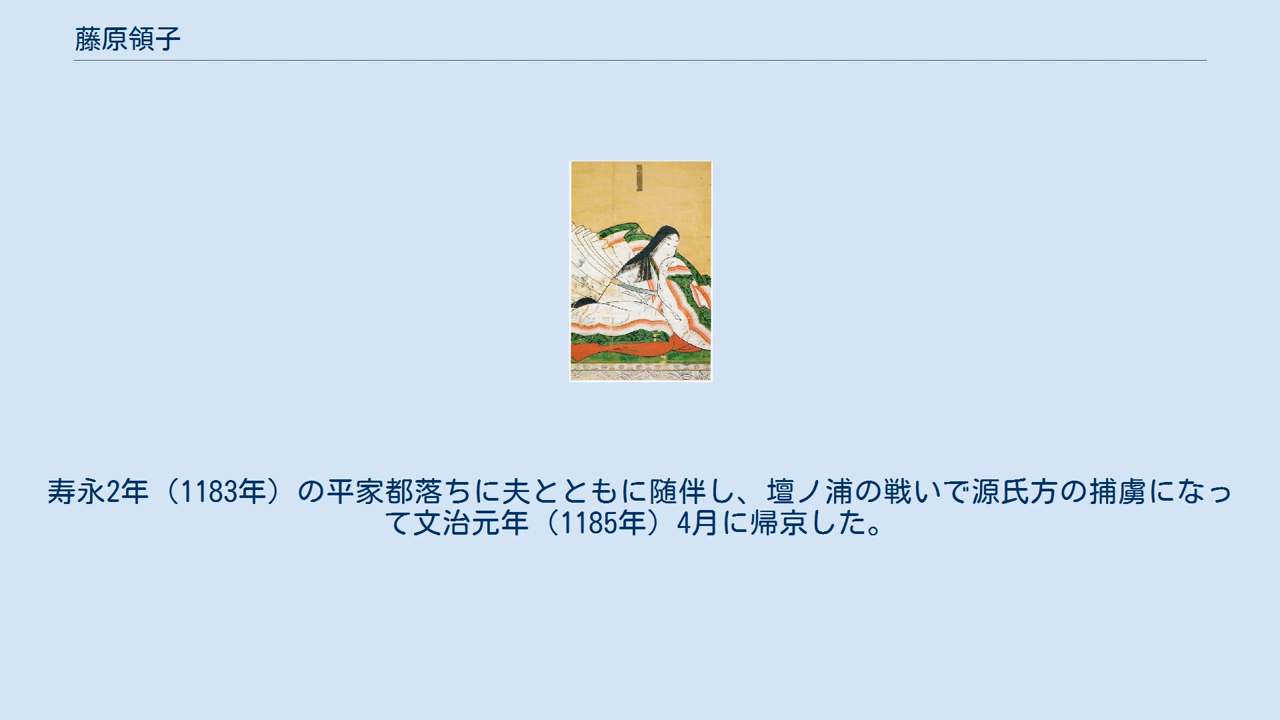 藤原領子
寿永2年（1183年）の平家都落ちに夫とともに随伴し、壇ノ浦の戦いで源氏方の捕虜になっ
て文治元年（1185年）4月に帰京した。